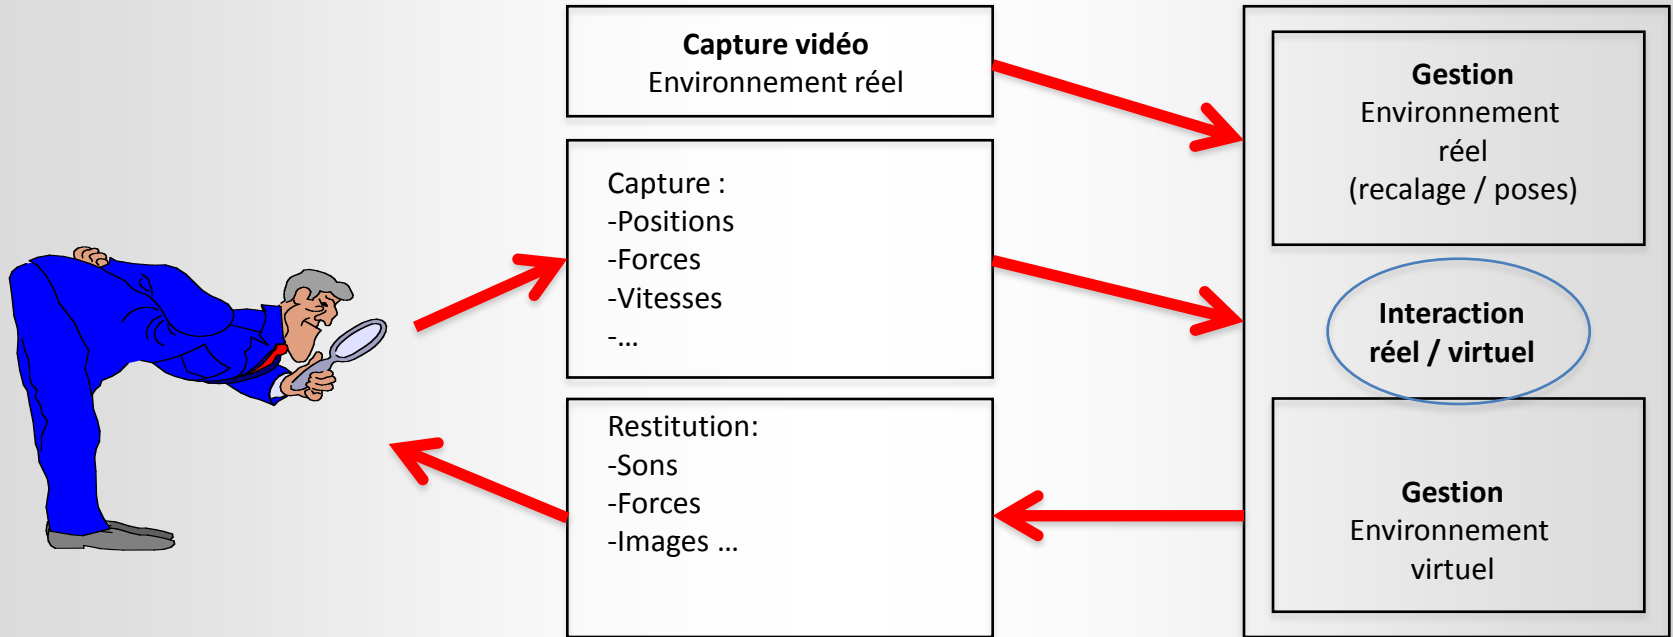 Capture vidéo
Environnement réel
Capture :
-Positions
-Forces
-Vitesses
-…
Restitution:
-Sons
-Forces
-Images …
Gestion
Environnement
réel
(recalage / poses)
Interaction
réel / virtuel
Gestion
Environnement
virtuel